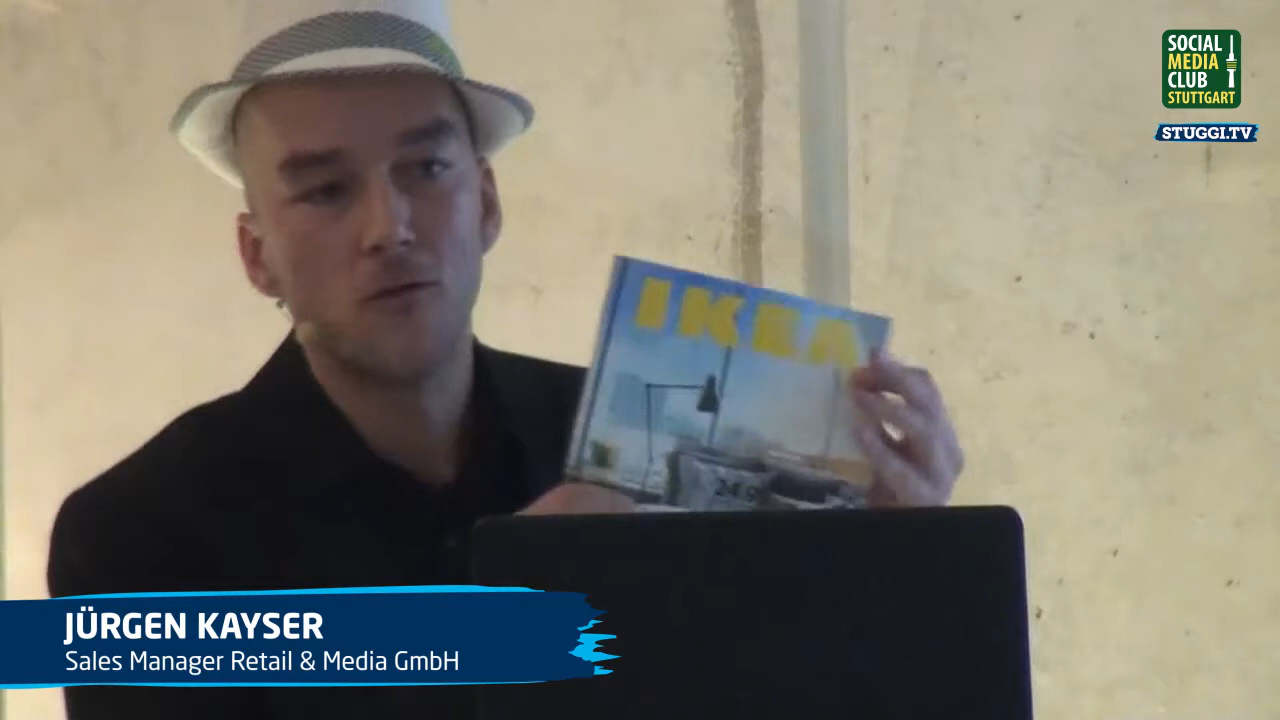 SOCIAL
MEDIA
CLUB
STUTTGART
STUGGI.TV
IKEA
JÜRGEN KAYSER
Sales Manager Retail & Media GmbH